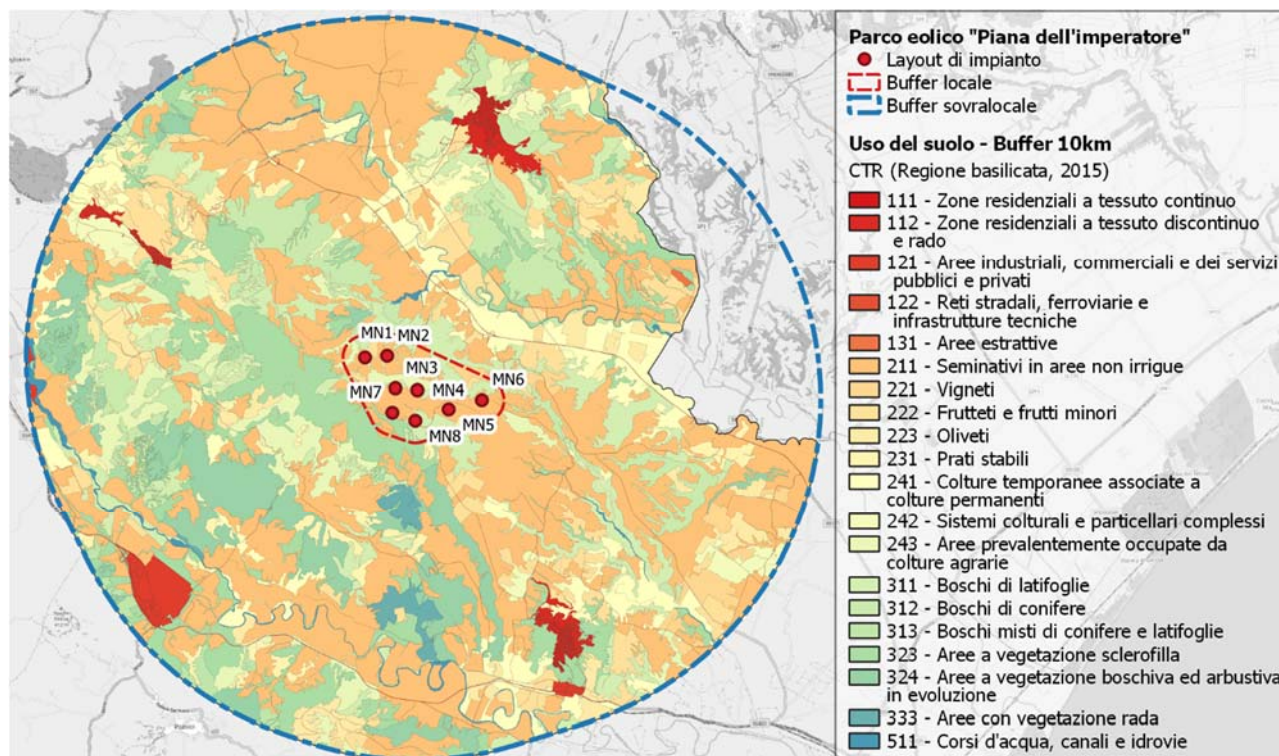 Parco eolico "Piana dell'imperatore"
Layout di impianto
Buffer locale
Buffer sovralocale
Uso del suolo - Buffer 10km
CTR (Regione basilicata, 2015)
111 - Zone residenziali a tessuto continuo
112 - Zone residenziali a tessuto discontinuo
e rado
121 - Aree industriali, commerciali e dei servizi
pubblici e privati
122 - Reti stradali, ferroviarie e
infrastrutture tecniche
131 - Aree estrattive
211 - Seminativi in aree non irrigue
221 - Vigneti
222 - Frutteti e frutti minori
223 - Oliveti
231 - Prati stabili
241 - Colture temporanee associate a
colture permanenti
242 - Sistemi colturali e particellari complessi
243 - Aree prevalentemente occupate da
colture agrarie
311 - Boschi di latifoglie
312 - Boschi di conifere
313 - Boschi misti di conifere e latifoglie
323 - Aree a vegetazione sclerofilla
324 - Aree a vegetazione boschiva ed arbustiva
in evoluzione
333 - Aree con vegetazione rada
511 - Corsi d'acqua, canali e idrovie
MN1
MN2
MN3
MN7
MN4
MN6
MN5
MN8